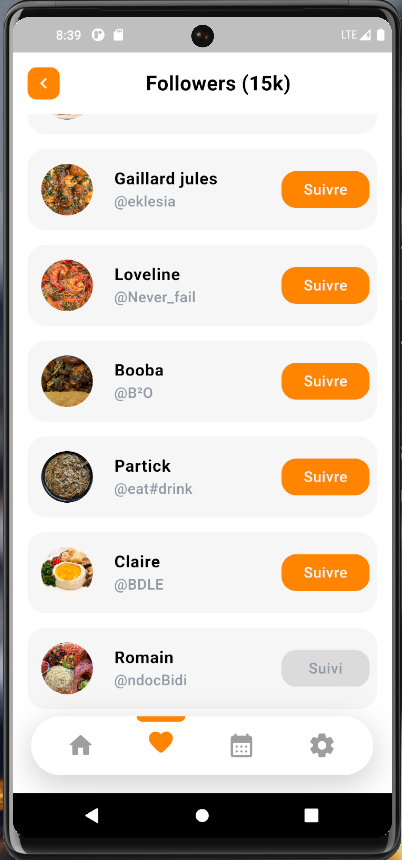 8:39
LTE
Followers (15k)
Gaillard jules
@eklesia
Suivre
Loveline
@Never_fail
Suivre
Booba
@B²O
Suivre
Partick
@eat#drink
Suivre
Claire
@BDLE
Suivre
Romain
@ndocBidi
Suivi